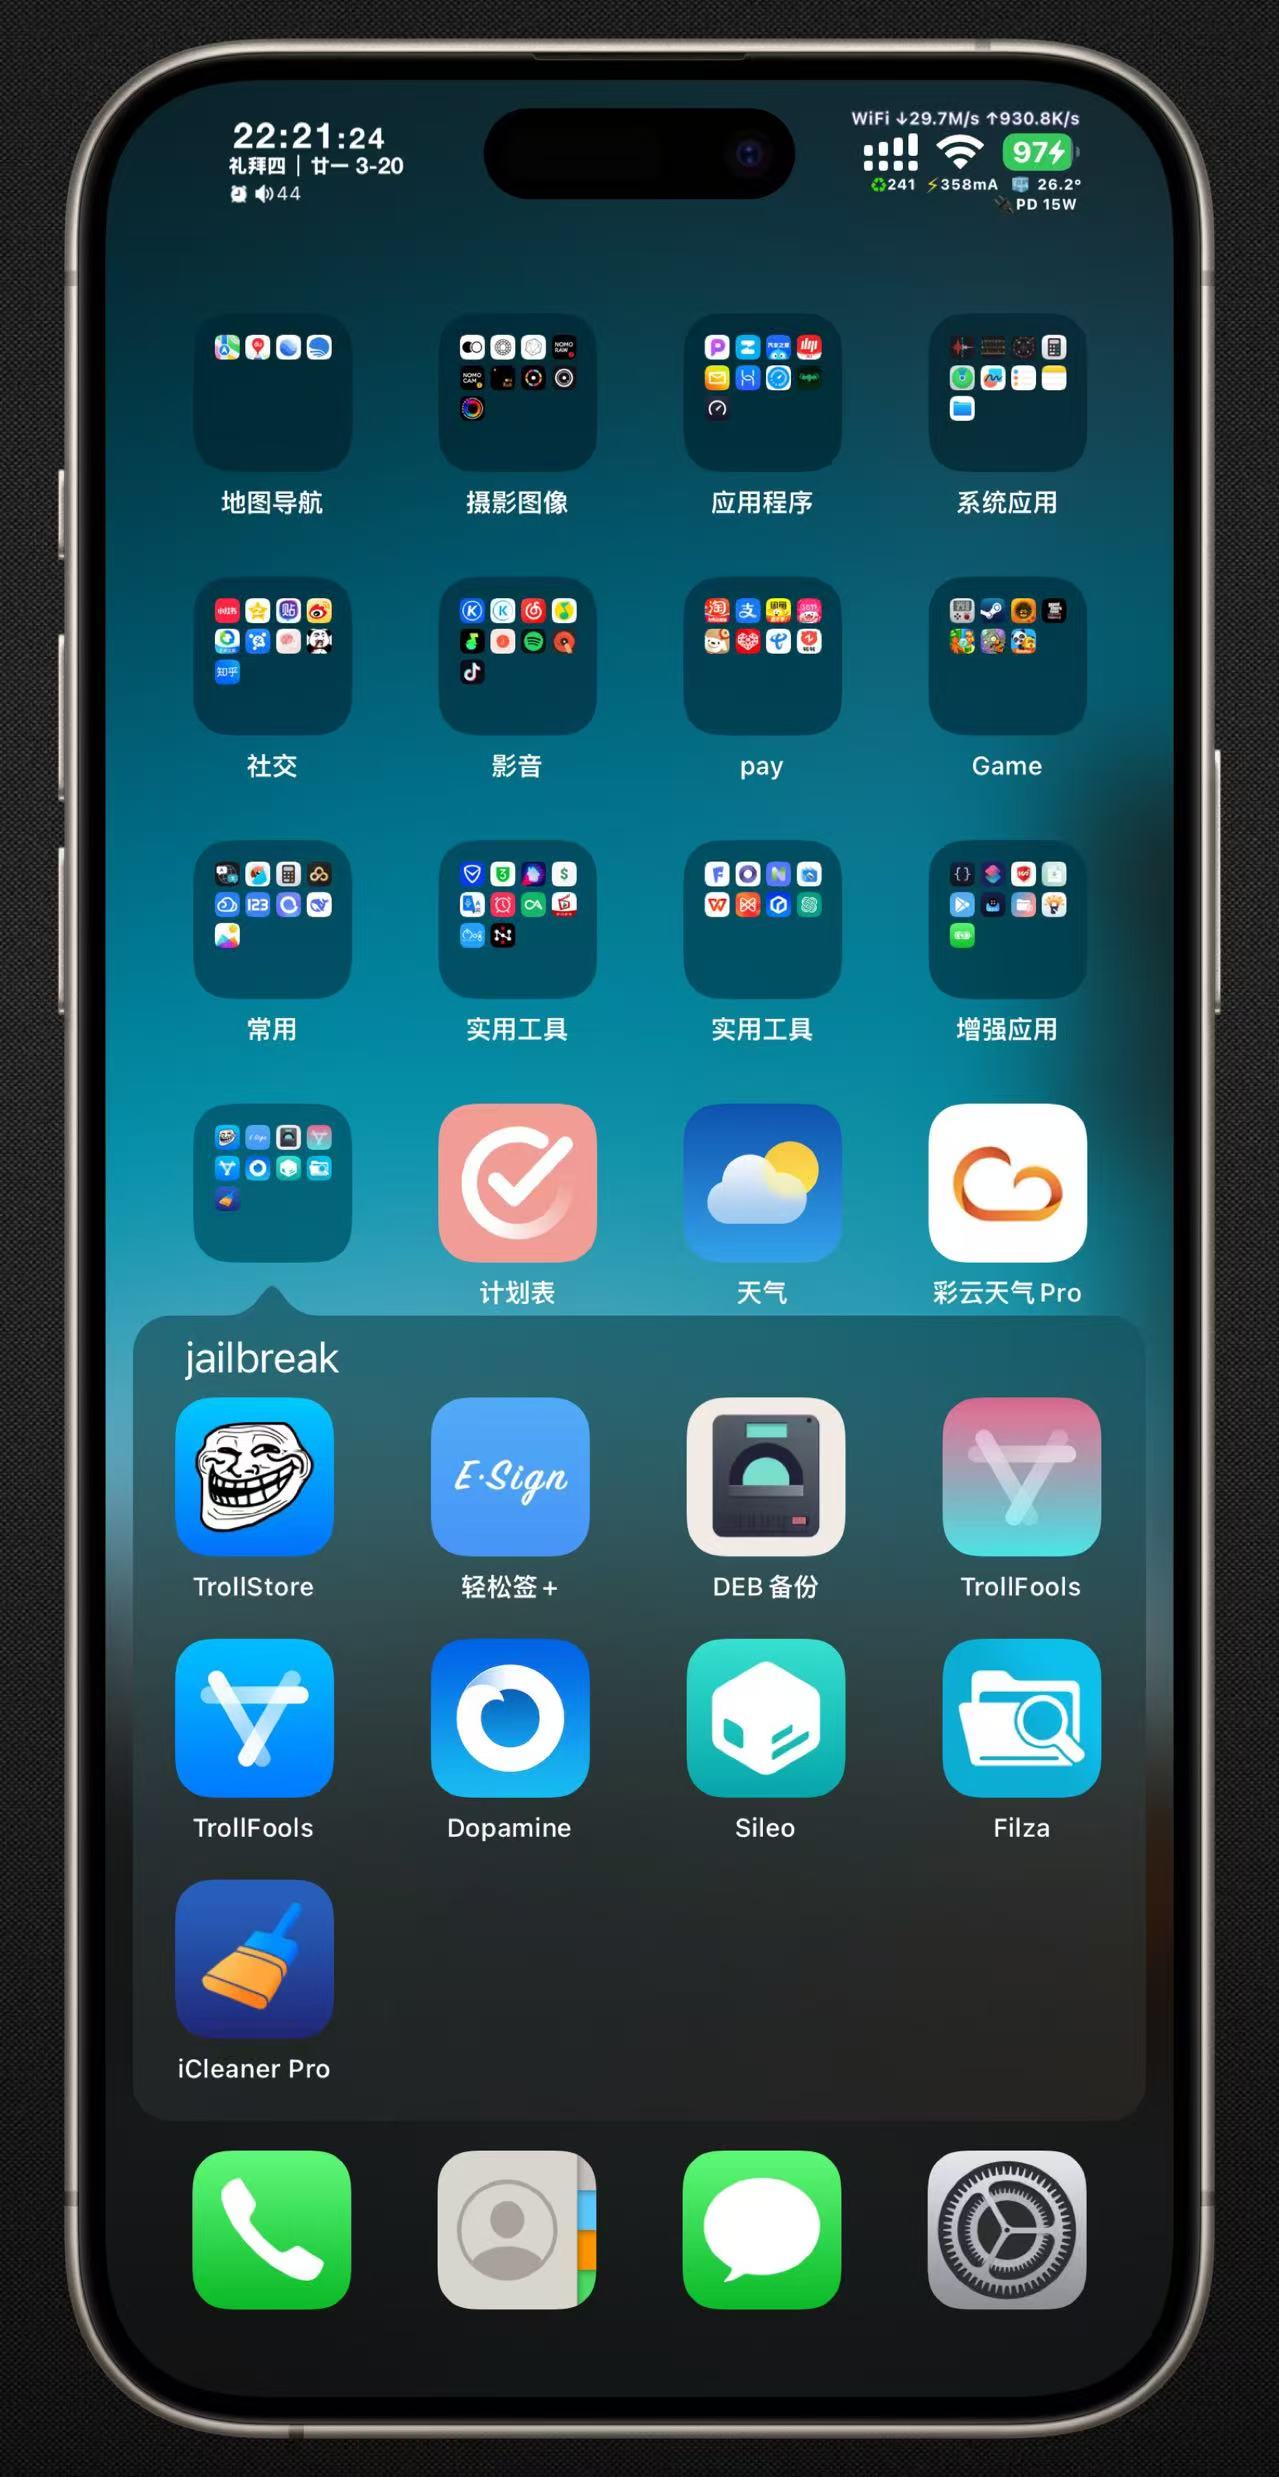 22:21:24
礼拜四｜廿一 3-20
44
WiFi ↓29.7M/s ↑930.8K/s
97
241 358mA 26.2°
PD 15W
地图导航 摄影图像 应用程序 系统应用
社交 影音 pay Game
常用 实用工具 实用工具 增强应用
计划表 天气 彩云天气 Pro
jailbreak
E·Sign
TrollStore 轻松签+ DEB 备份 TrollFools
TrollFools Dopamine Sileo Filza
iCleaner Pro